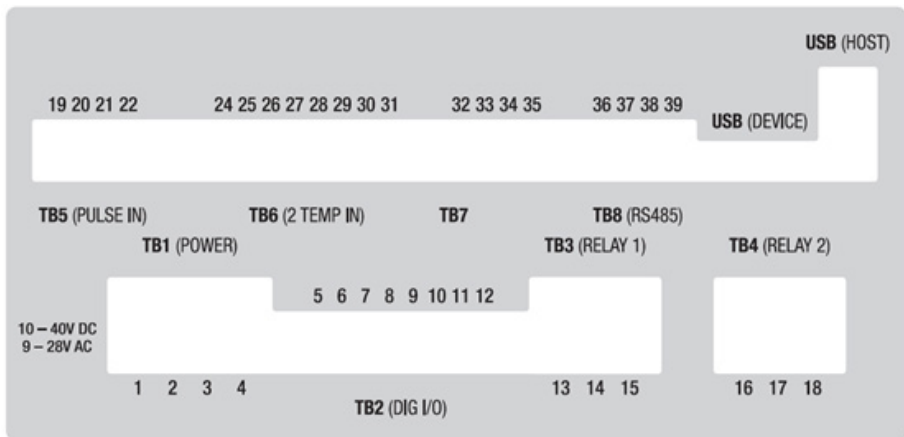 USB (HOST)
19 20 21 22 24 25 26 27 28 29 30 31 32 33 34 35 36 37 38 39
USB (DEVICE)
TB5 (PULSE IN) TB6 (2 TEMP IN) TB7 TB8 (RS485)
TB1 (POWER) TB3 (RELAY 1) TB4 (RELAY 2)
5 6 7 8 9 10 11 12
10 – 40V DC
9 – 28V AC
1 2 3 4 13 14 15 16 17 18
TB2 (DIG I/O)